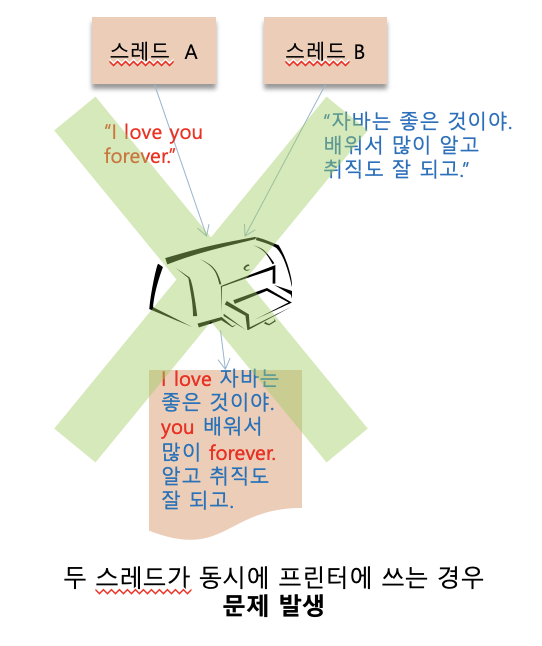 스레드 A
스레드 B
“I love you
forever.”
“자바는 좋은 것이야.
배워서 많이 알고
취직도 잘 되고.”
I love 자바는
좋은 것이야.
you 배워서
많이 forever.
알고 취직도
잘 되고.
두 스레드가 동시에 프린터에 쓰는 경우
문제 발생